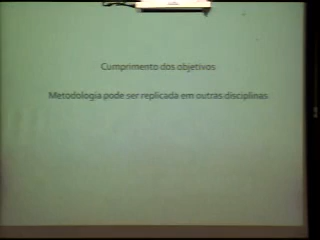 Cumprimento dos objetivos
Metodologia pode ser replicada em outras disciplinas